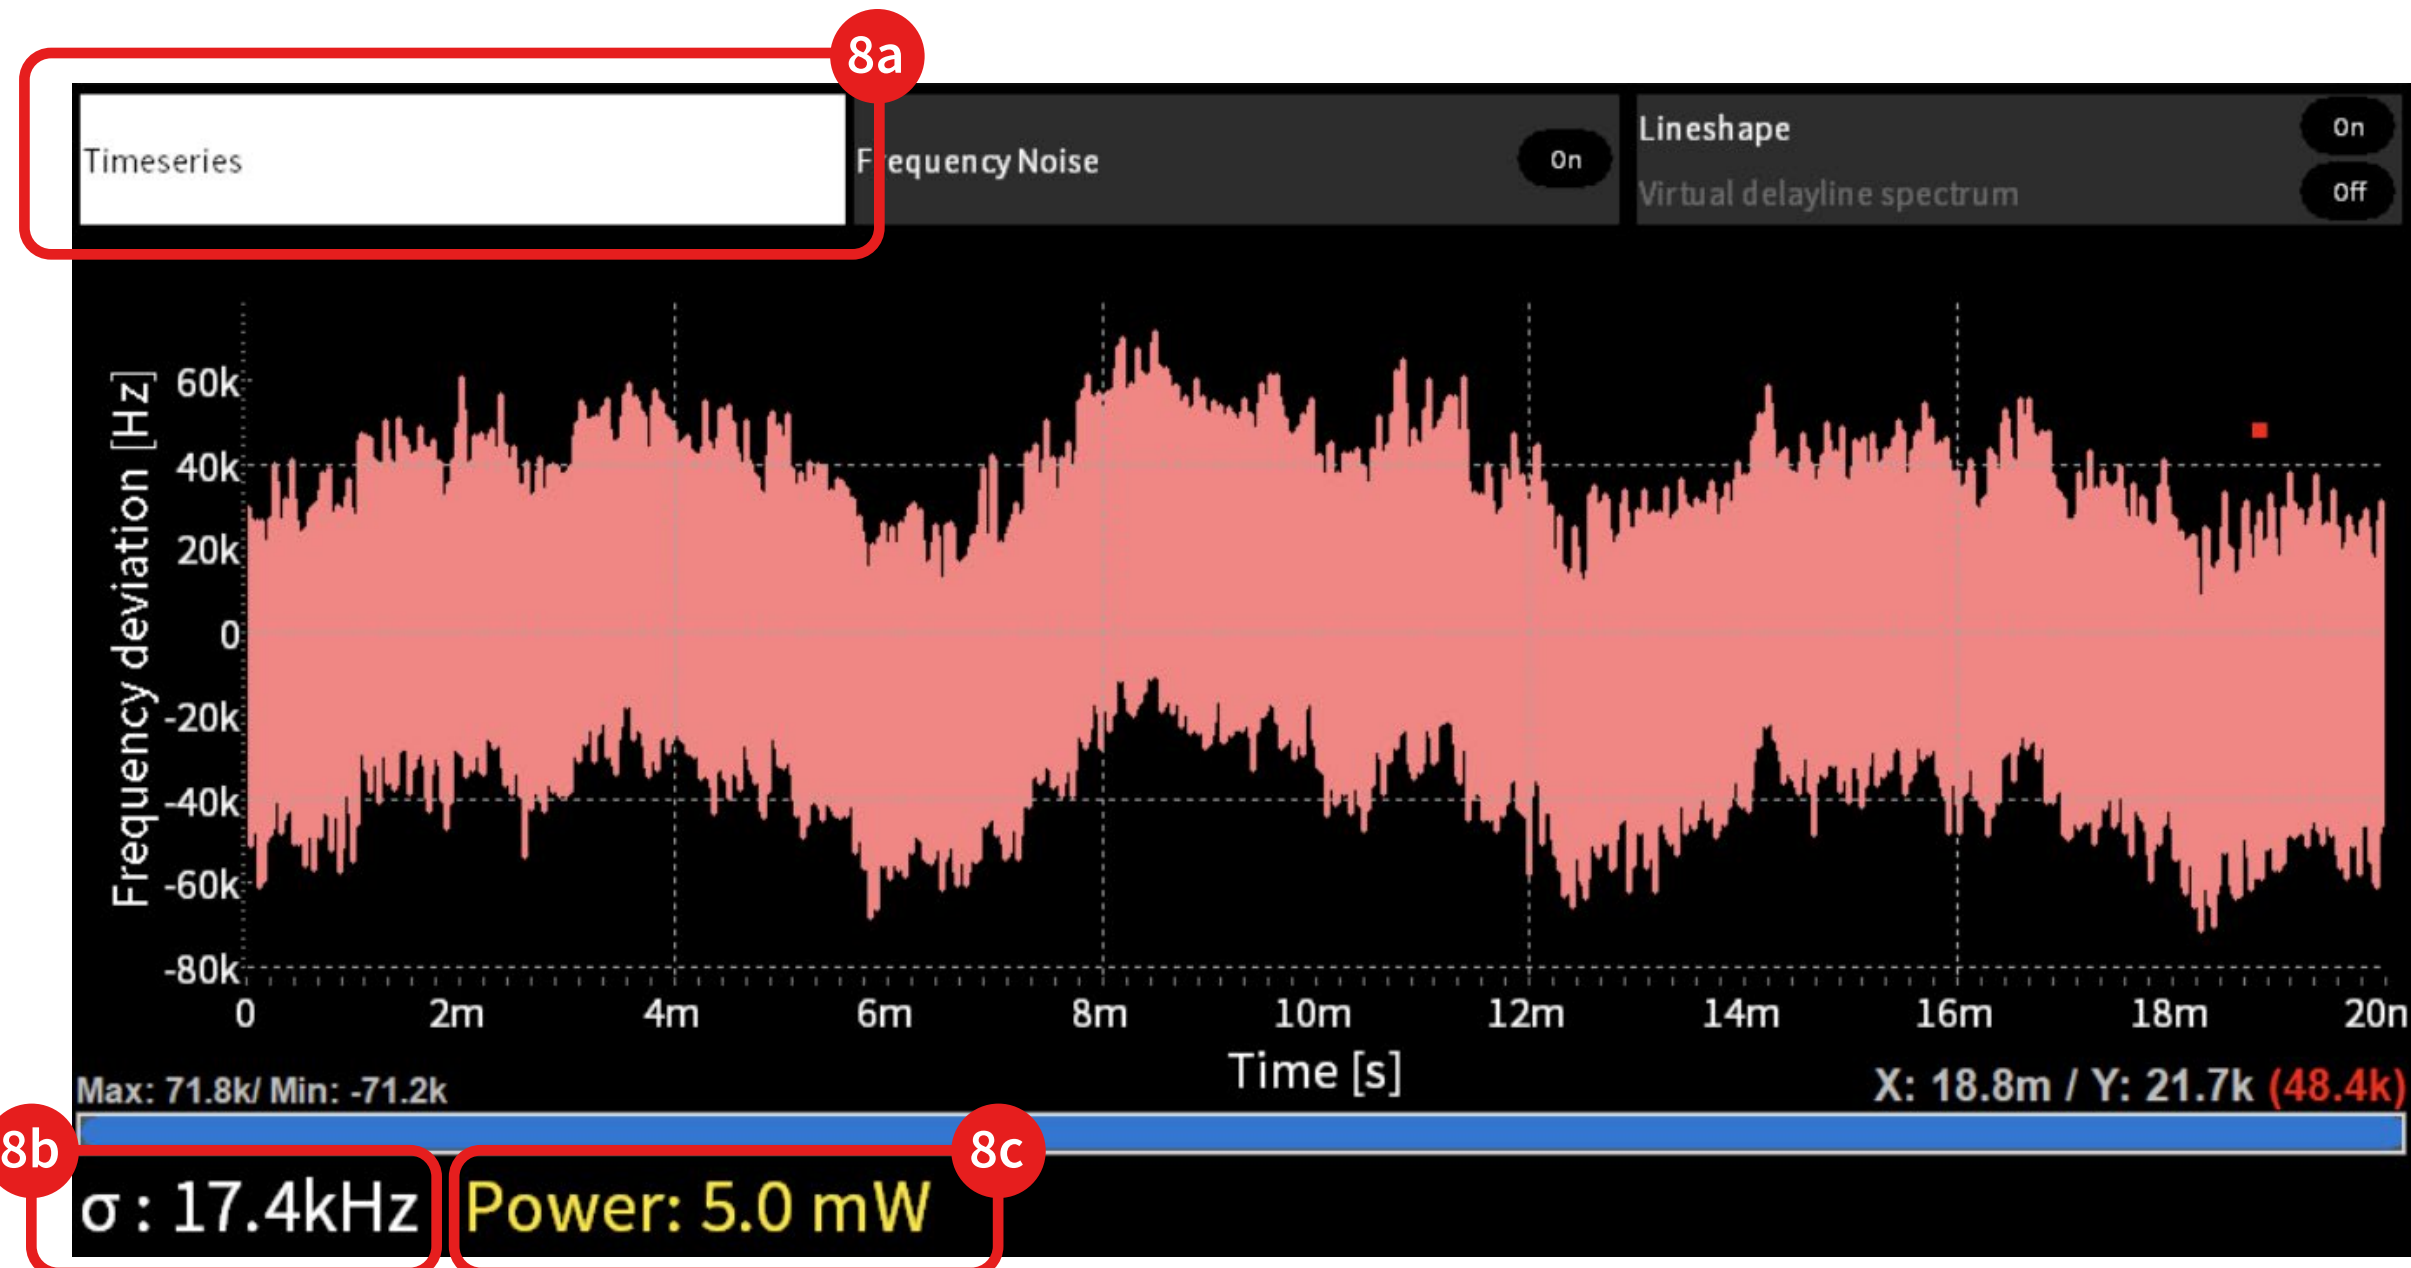 8a
Timeseries
Frequency Noise
On
Lineshape
On
Virtual delayline spectrum
Off
Frequency deviation [Hz]
60k
40k
20k
0
-20k
-40k
-60k
-80k
0 2m 4m 6m 8m 10m 12m 14m 16m 18m 20n
Time [s]
Max: 71.8k/ Min: -71.2k
X: 18.8m / Y: 21.7k (48.4k)
8b
8c
σ : 17.4kHz
Power: 5.0 mW